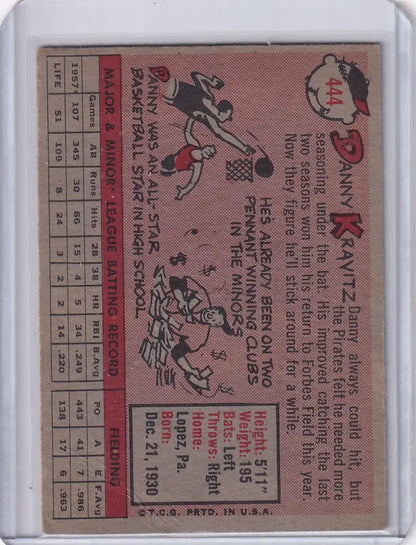 444
DANNY KRAVITZ
Danny always could hit, but
the Pirates felt he needed more
seasoning under the bat. His improved catching the last
two seasons won him his return to Forbes Field this year.
Now they figure he'll stick around for a while.
HE'S ALREADY BEEN ON TWO
PENNANT WINNING CLUBS
IN THE MINORS
DANNY WAS AN ALL-STAR
BASKETBALL STAR IN HIGH SCHOOL
$ $ $ $
Height: 5'11"
Weight: 195
Bats: Left
Throws: Right
Home:
Lopez, Pa.
Born:
Dec. 21, 1930
©T.C.G. PRTD. IN U.S.A.
MAJOR & MINOR† LEAGUE BATTING RECORD FIELDING
Games AB Runs Hits 2B 3B HR RBI B.Avg PO A E F.Avg
1957† 107 345 30 86 15 4 5 34 .249 443 41 7 .986
LIFE 51 109 8 24 3 2 2 14 .220 138 17 6 .963